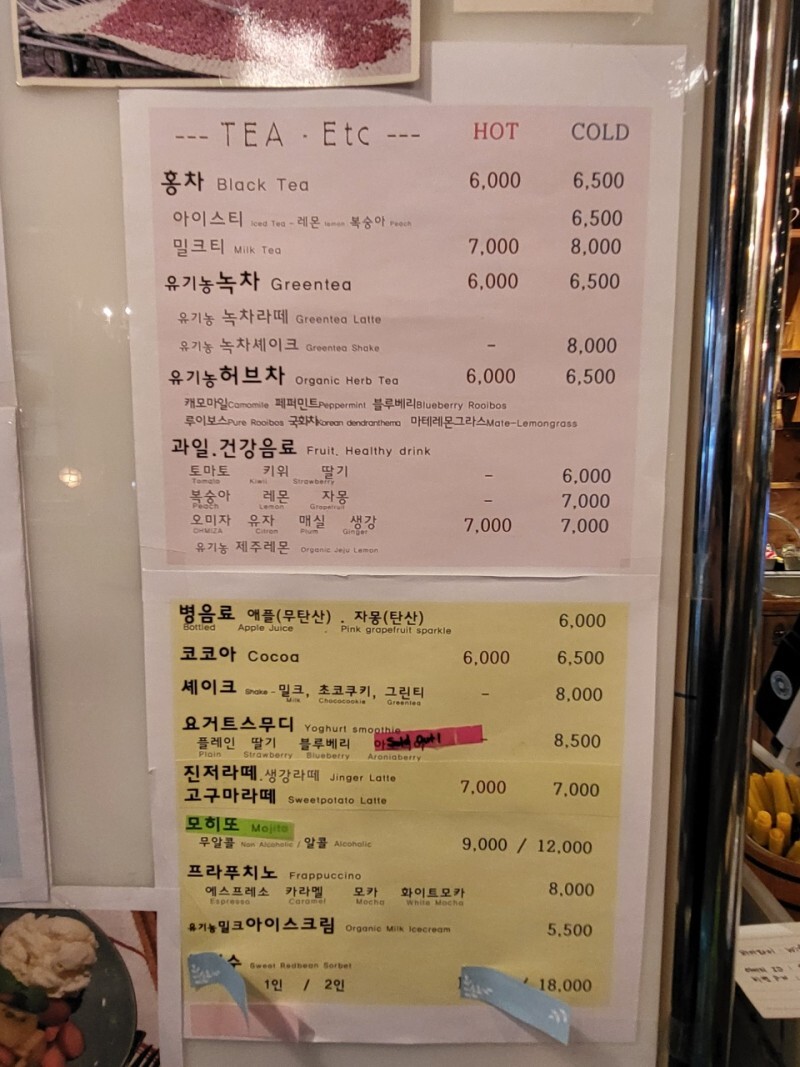 --- TEA · Etc --- HOT COLD
홍차 Black Tea 6,000 6,500
아이스티 Iced Tea - 레몬 lemon 복숭아 Peach 6,500
밀크티 Milk Tea 7,000 8,000
유기농녹차 Greentea 6,000 6,500
유기농 녹차라떼 Greentea Latte
유기농 녹차셰이크 Greentea Shake - 8,000
유기농허브차 Organic Herb Tea 6,000 6,500
캐모마일Camomile 페퍼민트Peppermint 블루베리Blueberry Rooibos
루이보스Pure Rooibos 국화차Korean dendranthema 마테레몬그라스Mate-Lemongrass
과일.건강음료 Fruit. Healthy drink
토마토 키위 딸기 - 6,000
Tomato Kiwii Strawberry
복숭아 레몬 자몽 - 7,000
Peach Lemon Grapefruit
오미자 유자 매실 생강 7,000 7,000
OHMIZA Citron Plum Ginger
유기농 제주레몬 Organic Jeju Lemon
병음료 애플(무탄산) . 자몽(탄산) 6,000
Bottled Apple Juice . Pink grapefruit sparkle
코코아 Cocoa 6,000 6,500
셰이크 Shake - 밀크, 초코쿠키, 그린티 - 8,000
Milk Chococookie Greentea
요거트스무디 Yoghurt smoothie
플레인 딸기 블루베리 아 Sold Out! - 8,500
Plain Strawberry Blueberry Aroniaberry
진저라떼.생강라떼 Jinger Latte 7,000 7,000
고구마라떼 Sweetpotato Latte
모히또 Mojito
무알콜 Non Alcoholic / 알콜 Alcoholic 9,000 / 12,000
프라푸치노 Frappuccino
에스프레소 카라멜 모카 화이트모카 8,000
Espresso Caramel Mocha White Mocha
유기농밀크아이스크림 Organic Milk Icecream 5,500
수 Sweet Redbean Sorbet
1인 / 2인 / 18,000